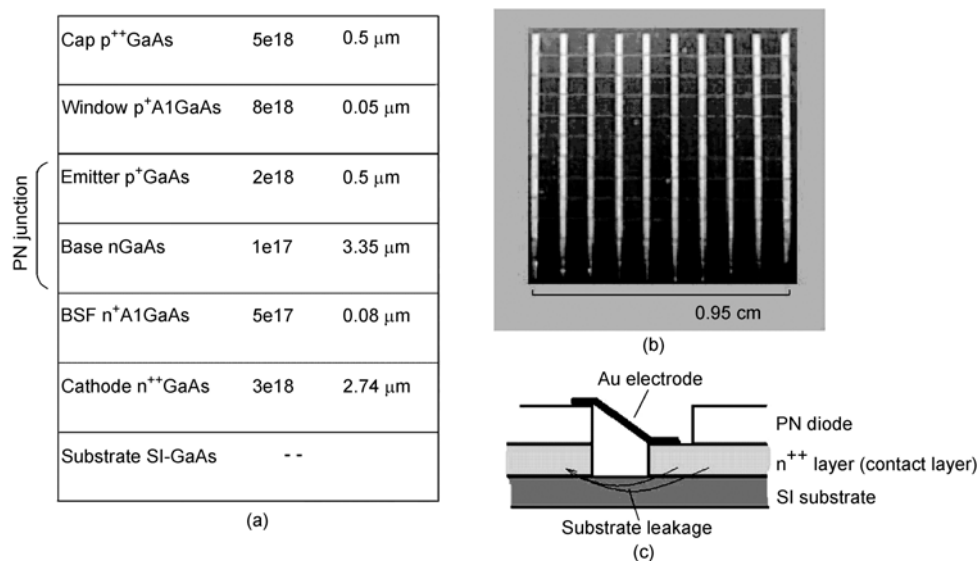 Cap p++GaAs 5e18 0.5 μm
Window p+A1GaAs 8e18 0.05 μm
Emitter p+GaAs 2e18 0.5 μm
Base nGaAs 1e17 3.35 μm
BSF n+A1GaAs 5e17 0.08 μm
Cathode n++GaAs 3e18 2.74 μm
Substrate SI-GaAs - -
PN junction
(a)
0.95 cm
(b)
Au electrode
PN diode
n++ layer (contact layer)
SI substrate
Substrate leakage
(c)